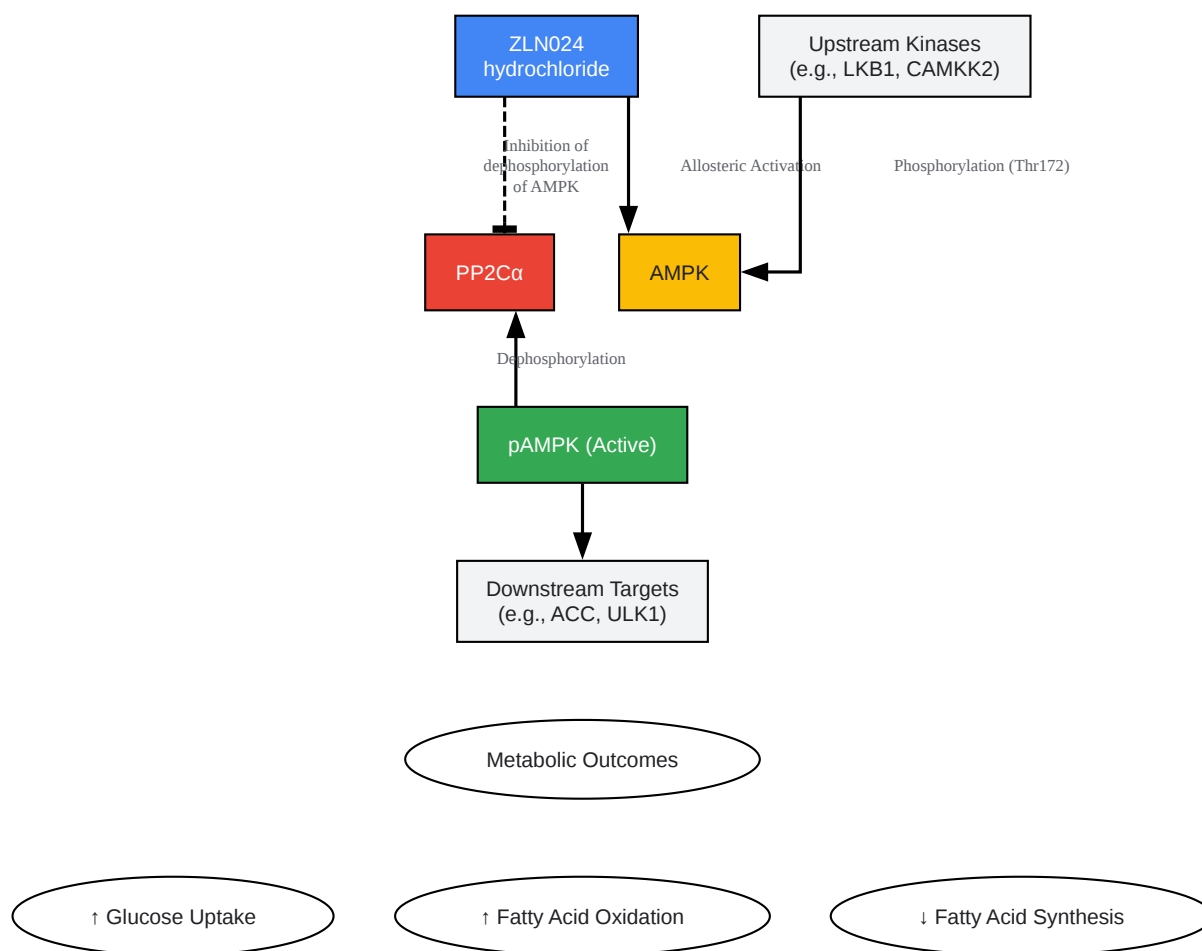 ZLN024
hydrochloride
Upstream Kinases
(e.g., LKB1, CAMKK2)
Inhibition of
dephosphorylation
of AMPK
Allosteric Activation
Phosphorylation (Thr172)
PP2Cα
AMPK
Dephosphorylation
pAMPK (Active)
Downstream Targets
(e.g., ACC, ULK1)
Metabolic Outcomes
↑ Glucose Uptake
↑ Fatty Acid Oxidation
↓ Fatty Acid Synthesis